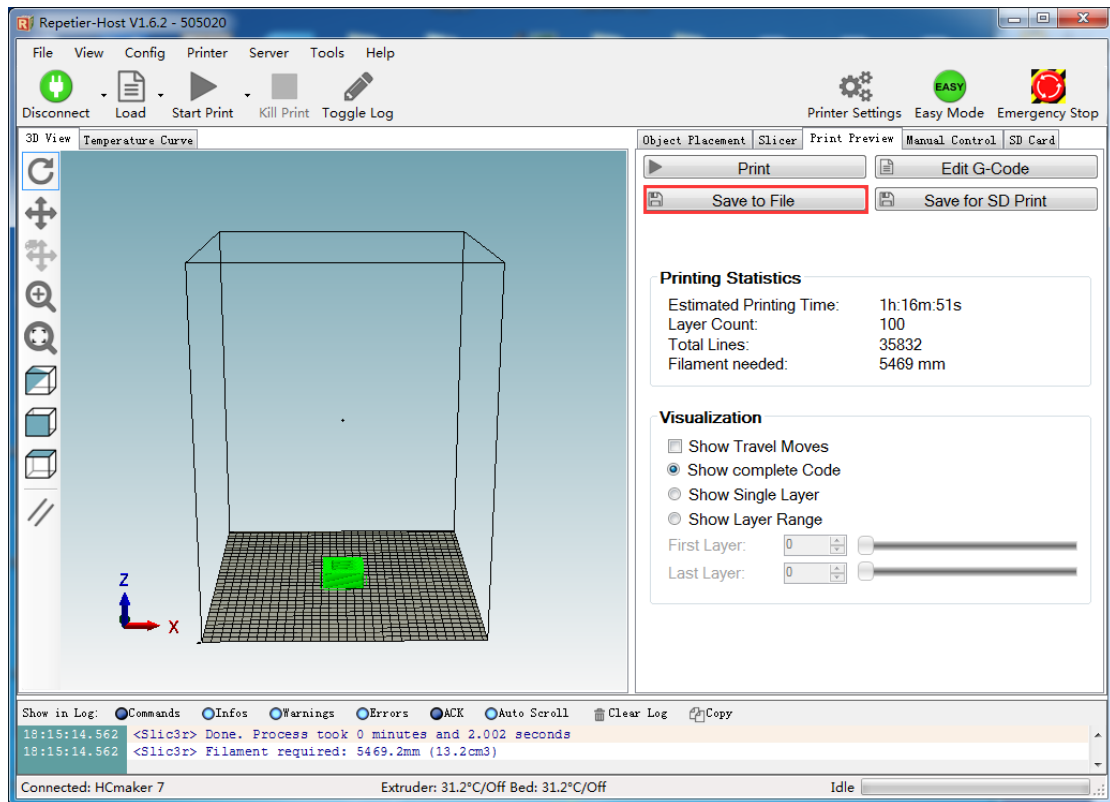 Repetier-Host V1.6.2 - 505020
File View Config Printer Server Tools Help
EASY
Disconnect Load Start Print Kill Print Toggle Log Printer Settings Easy Mode Emergency Stop
3D View Temperature Curve
Object Placement Slicer Print Preview Manual Control SD Card
Print Edit G-Code
Save to File Save for SD Print
Printing Statistics
Estimated Printing Time: 1h:16m:51s
Layer Count: 100
Total Lines: 35832
Filament needed: 5469 mm
Visualization
Show Travel Moves
Show complete Code
Show Single Layer
Show Layer Range
First Layer: 0
Last Layer: 0
Z
X
Show in Log: Commands Infos Warnings Errors ACK Auto Scroll Clear Log Copy
18:15:14.562 <Slic3r> Done. Process took 0 minutes and 2.002 seconds
18:15:14.562 <Slic3r> Filament required: 5469.2mm (13.2cm3)
Connected: HCmaker 7 Extruder: 31.2°C/Off Bed: 31.2°C/Off Idle